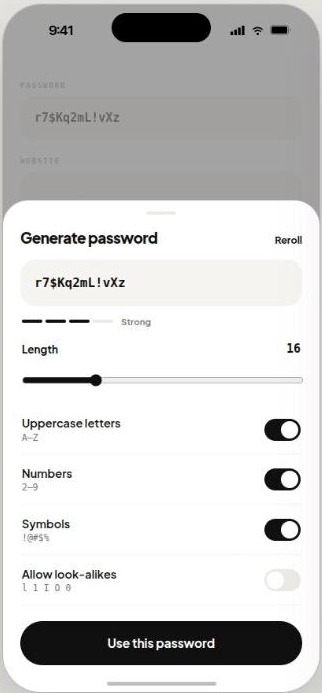 9:41
PASSWORD
r7$Kq2mL!vXz
WEBSITE
Generate password
Reroll
r7$Kq2mL!vXz
Strong
Length
16
Uppercase letters
A–Z
Numbers
2–9
Symbols
!@#$%
Allow look-alikes
l 1 I O 0
Use this password